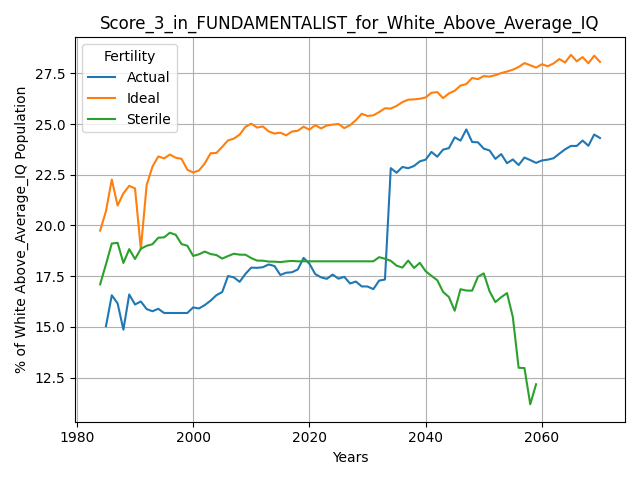 Score_3_in_FUNDAMENTALIST_for_White_Above_Average_IQ
% of White Above_Average_IQ Population
27.5
25.0
22.5
20.0
17.5
15.0
12.5
Fertility
Actual
Ideal
Sterile
1980
2000
2020
2040
2060
Years